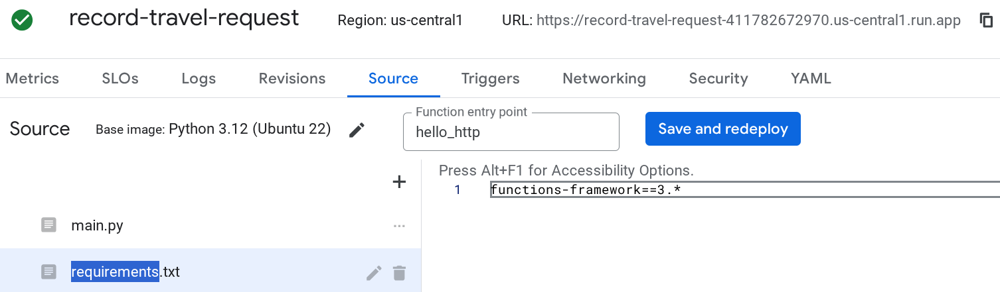 record-travel-request Region: us-central1 URL: https://record-travel-request-411782672970.us-central1.run.app
Metrics SLOs Logs Revisions Source Triggers Networking Security YAML
Source Base image: Python 3.12 (Ubuntu 22) Function entry point hello_http Save and redeploy
Press Alt+F1 for Accessibility Options.
1 functions-framework==3.*
main.py ...
requirements.txt